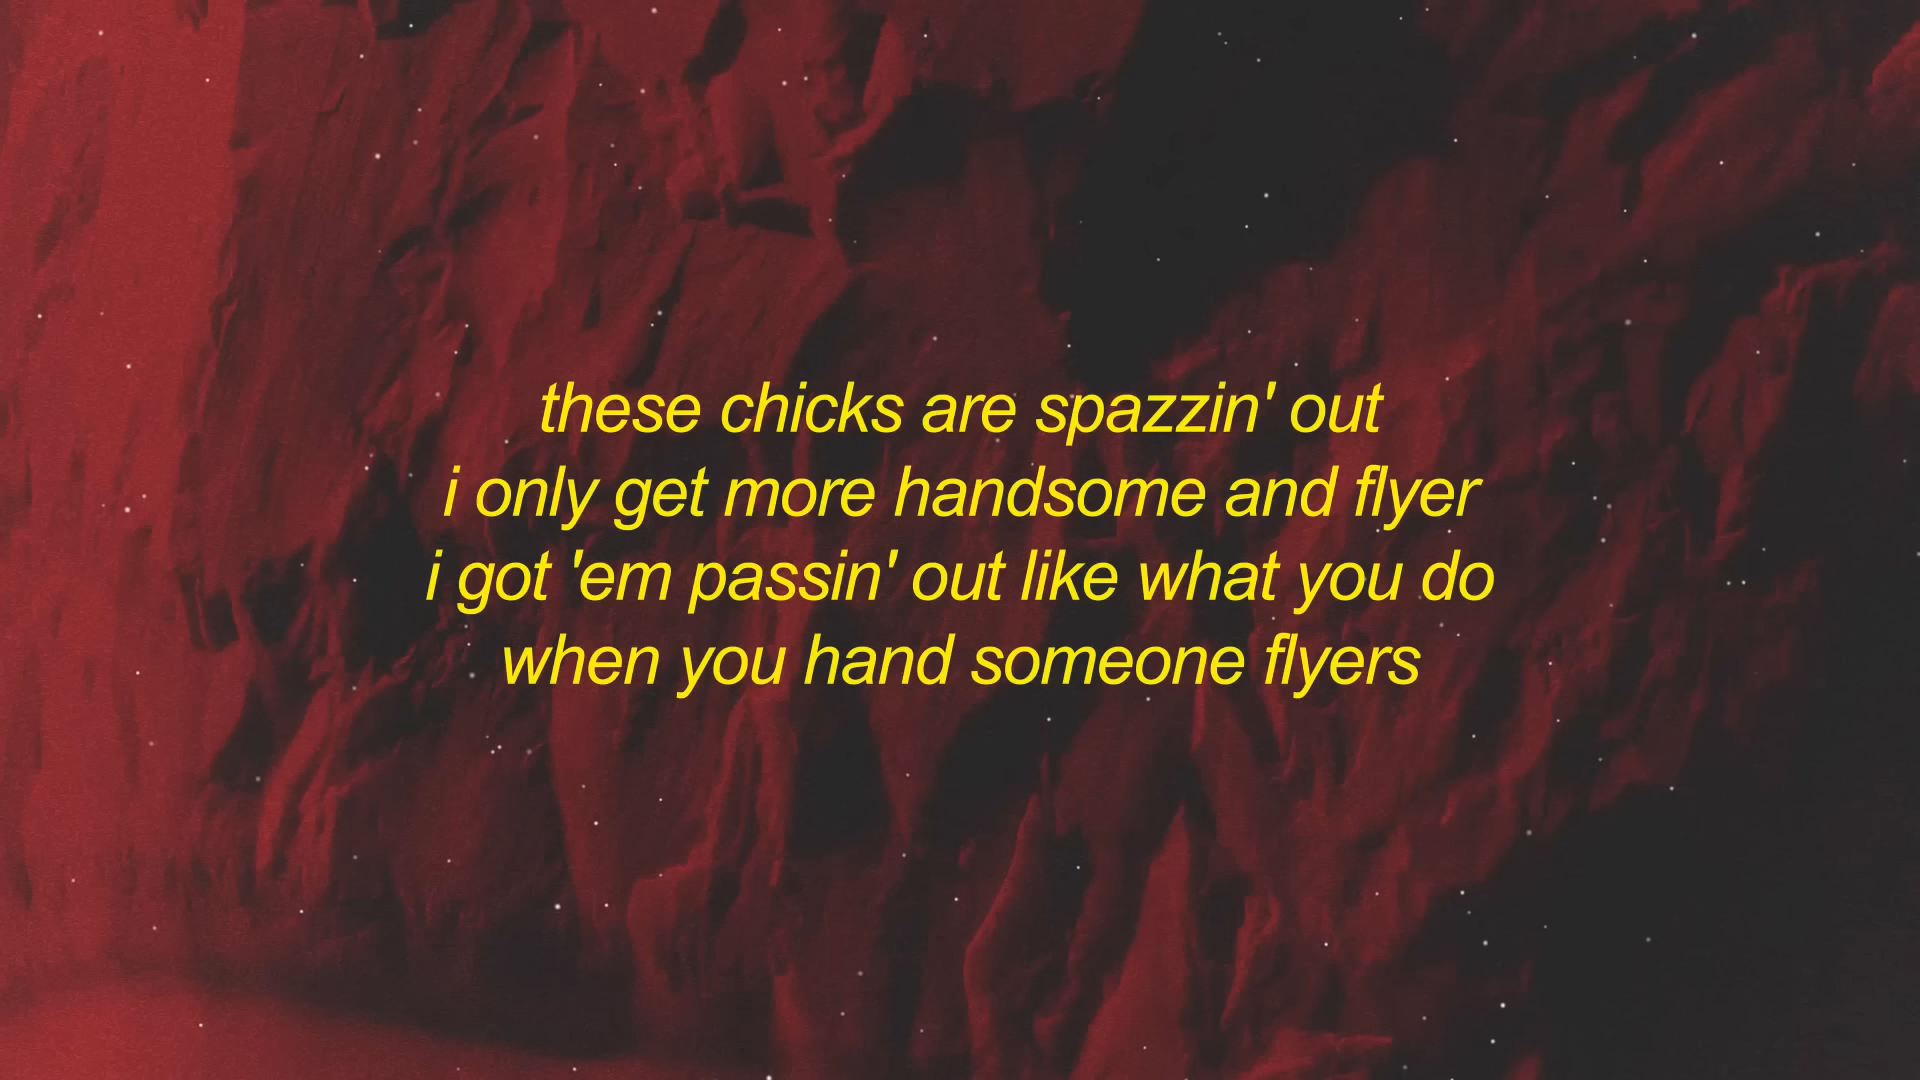 these chicks are spazzin' out
i only get more handsome and flyer
i got 'em passin' out like what you do
when you hand someone flyers